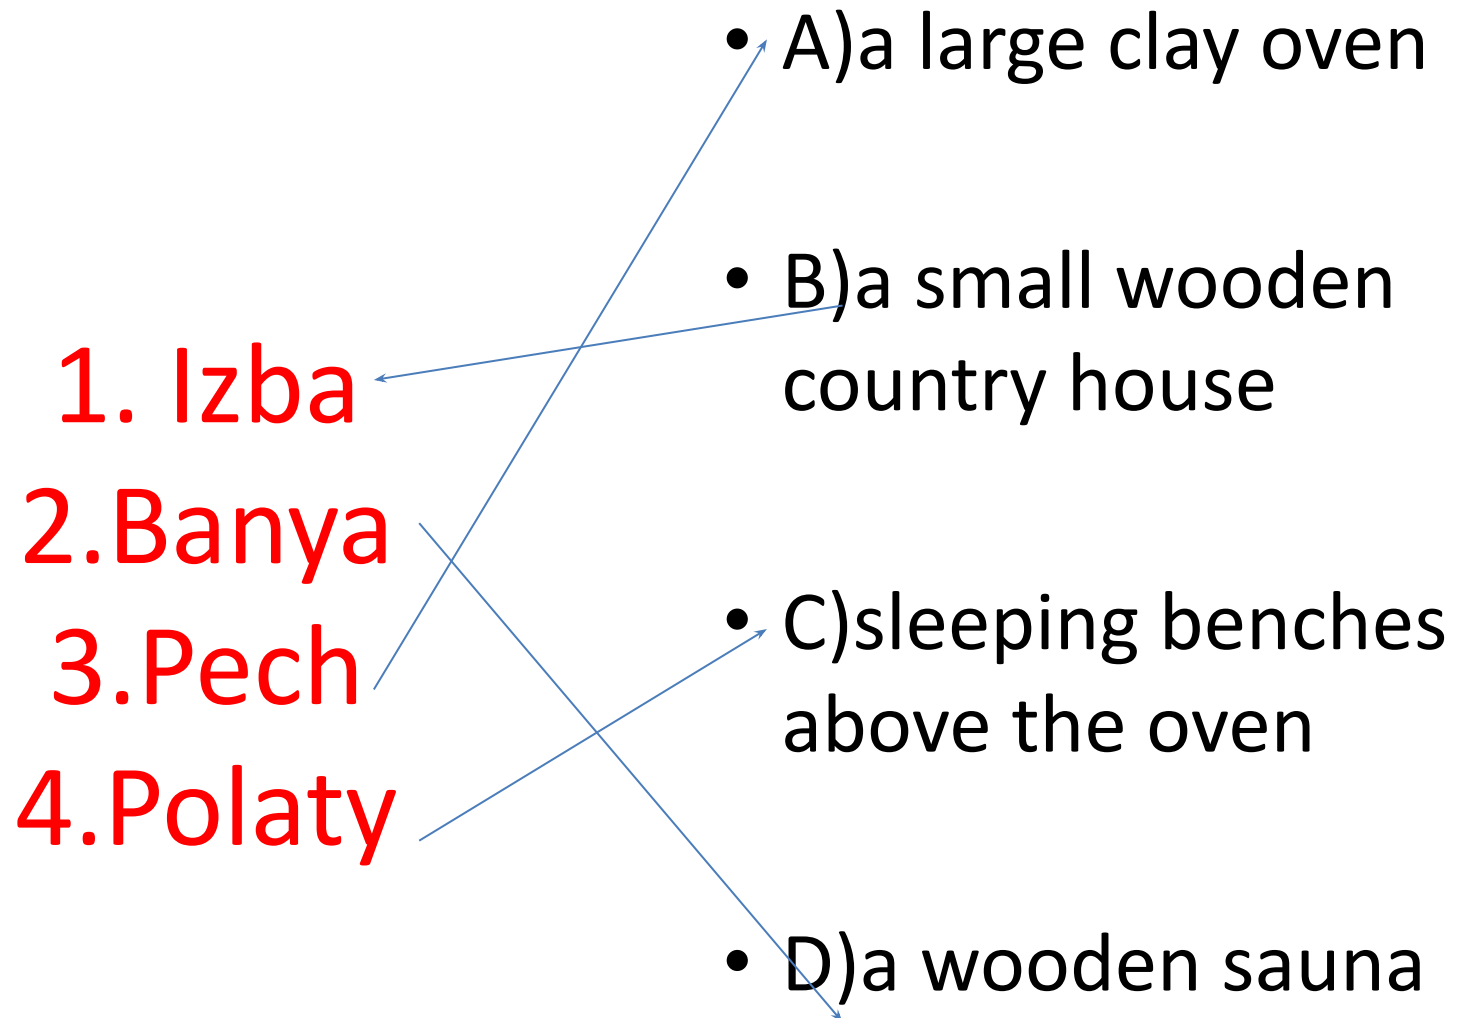 1. Izba
2.Banya
3.Pech
4.Polaty
• A)a large clay oven
• B)a small wooden
country house
• C)sleeping benches
above the oven
• D)a wooden sauna